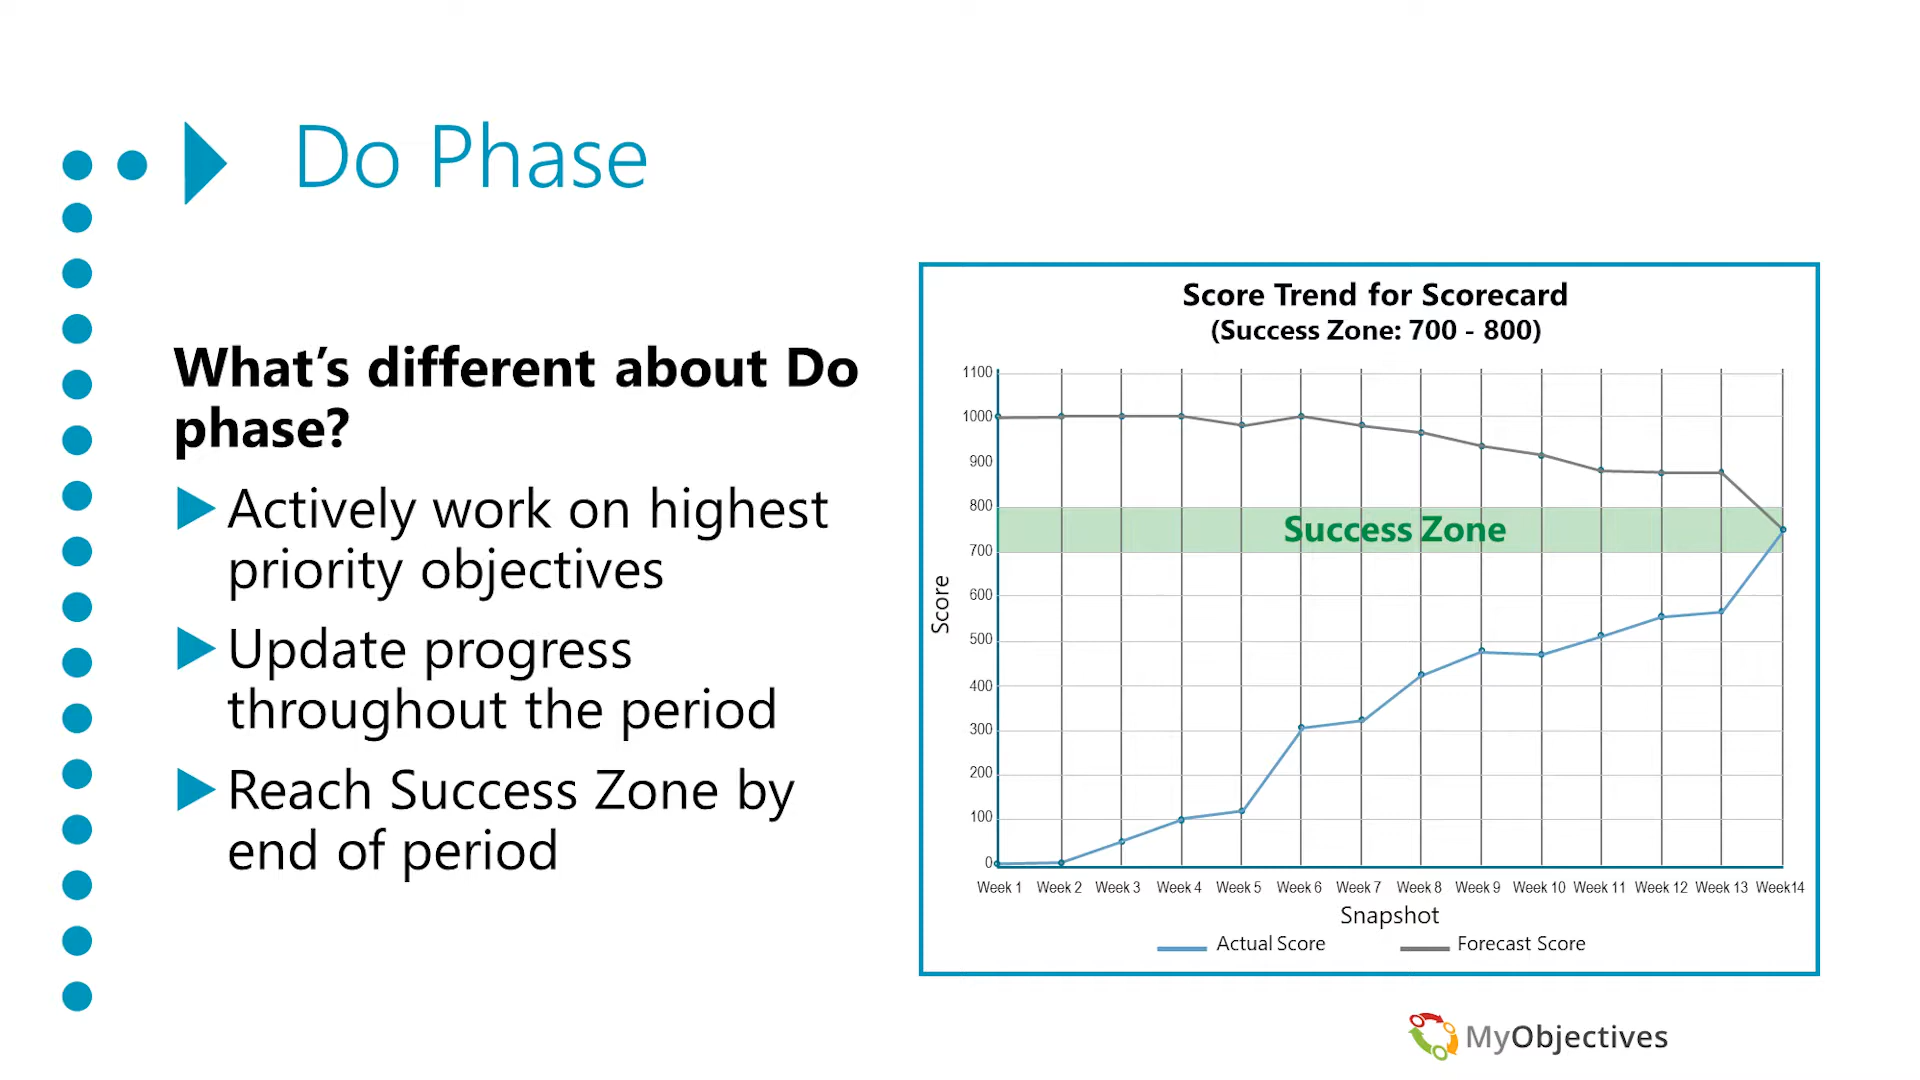 Do Phase
What’s different about Do
phase?
Actively work on highest
priority objectives
Update progress
throughout the period
Reach Success Zone by
end of period
Score Trend for Scorecard
(Success Zone: 700 - 800)
1100
1000
900
800
700
600
500
400
300
200
100
0
Score
Success Zone
Week 1 Week 2 Week 3 Week 4 Week 5 Week 6 Week 7 Week 8 Week 9 Week 10 Week 11 Week 12 Week 13 Week14
Snapshot
Actual Score Forecast Score
MyObjectives